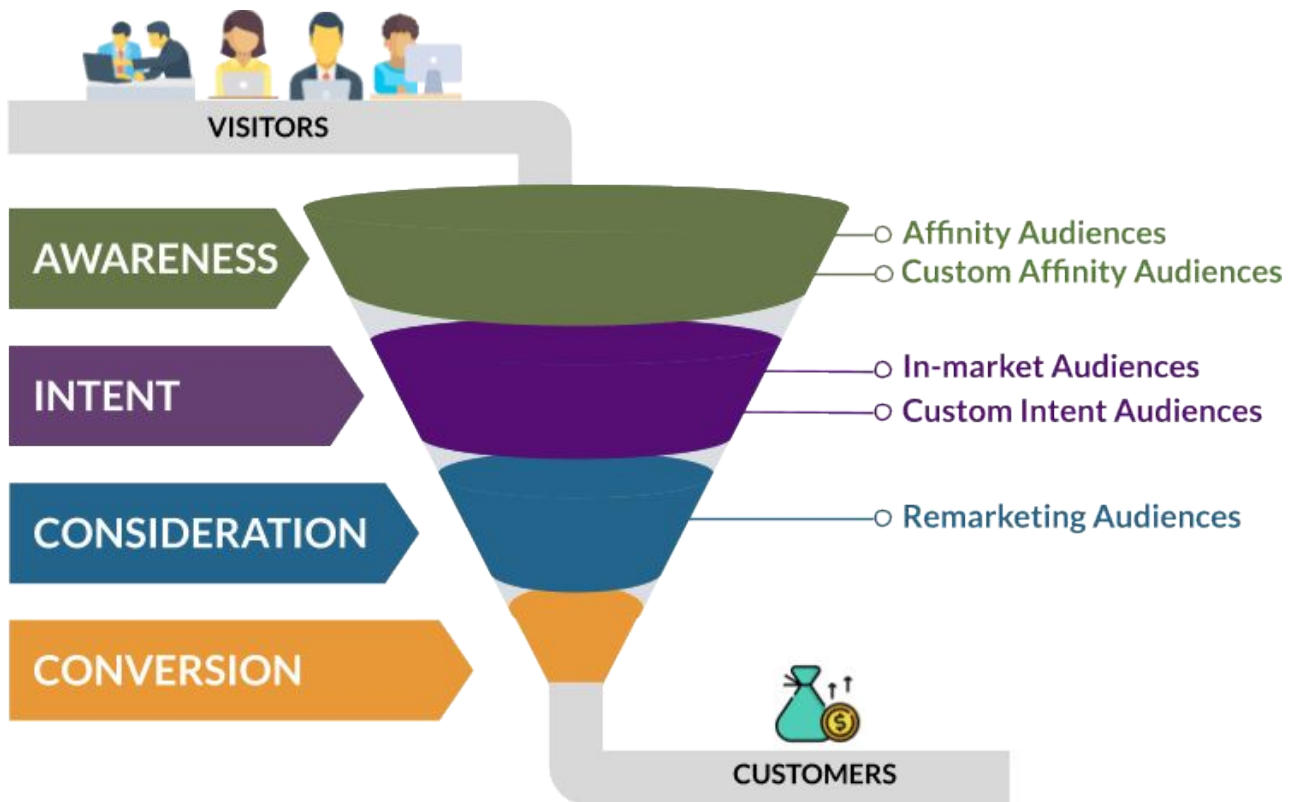 VISITORS
AWARENESS
Affinity Audiences
Custom Affinity Audiences
INTENT
In-market Audiences
Custom Intent Audiences
CONSIDERATION
Remarketing Audiences
CONVERSION
$
CUSTOMERS